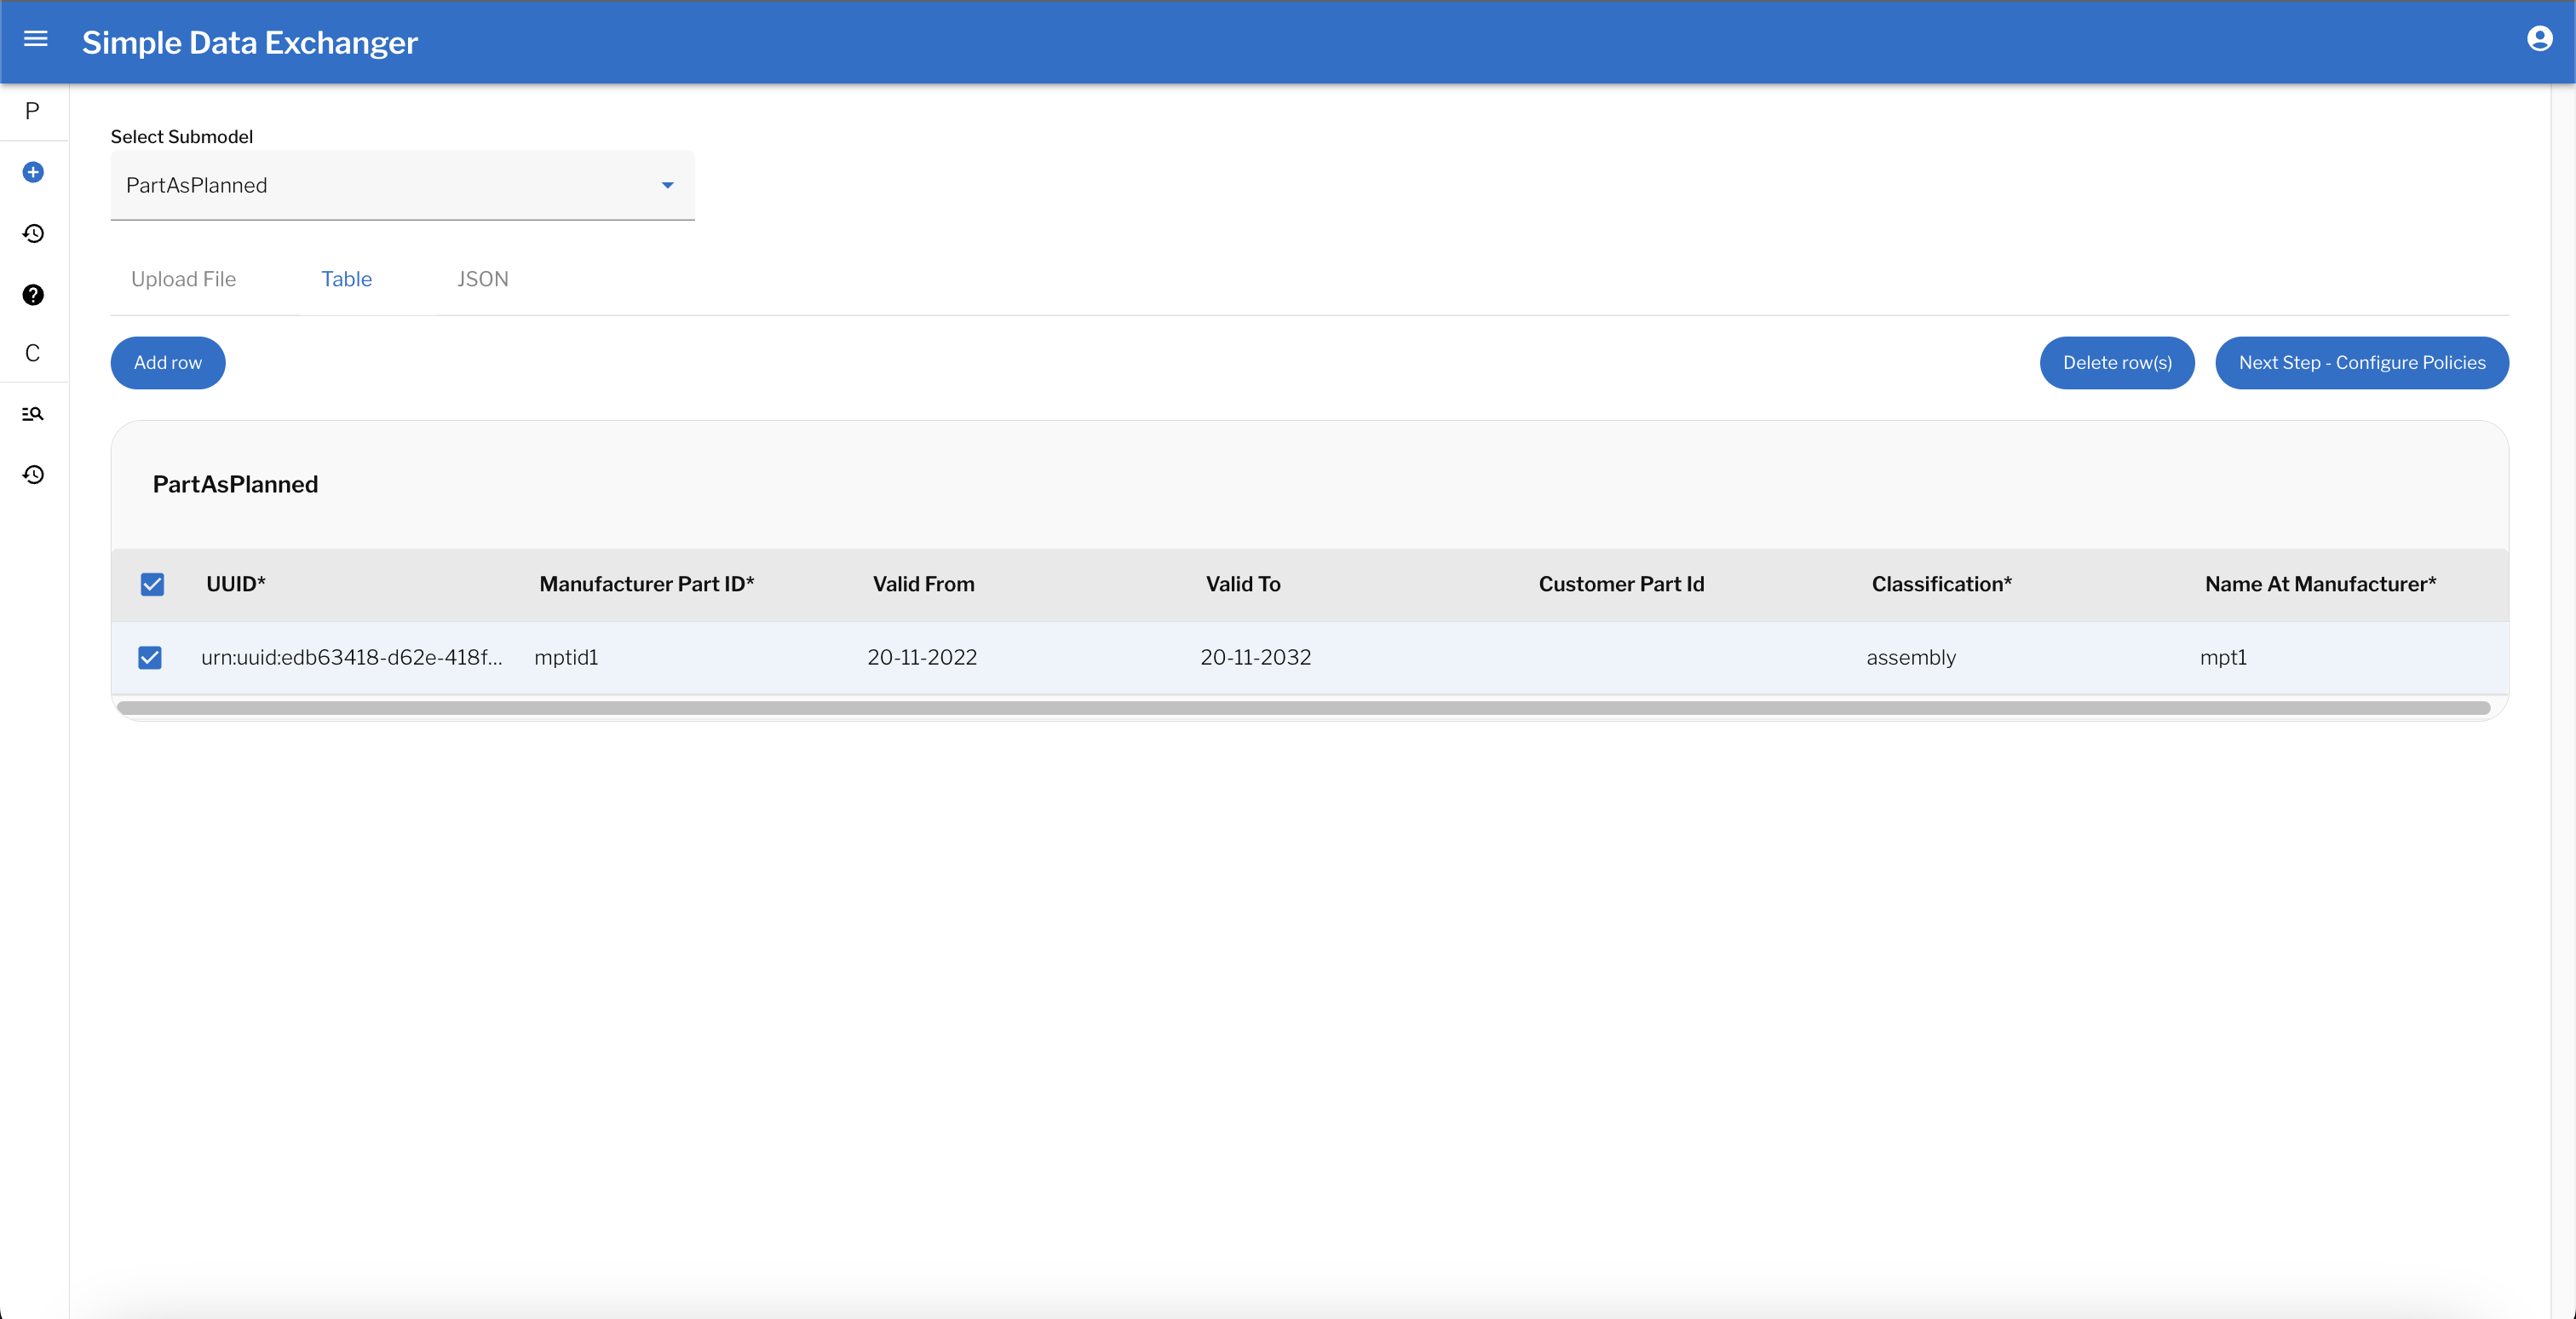 Simple Data Exchanger
P
Select Submodel
PartAsPlanned
Upload File Table JSON
C
Add row Delete row(s) Next Step - Configure Policies
PartAsPlanned
UUID* Manufacturer Part ID* Valid From Valid To Customer Part Id Classification* Name At Manufacturer*
urn:uuid:edb63418-d62e-418f... mptid1 20-11-2022 20-11-2032 assembly mpt1